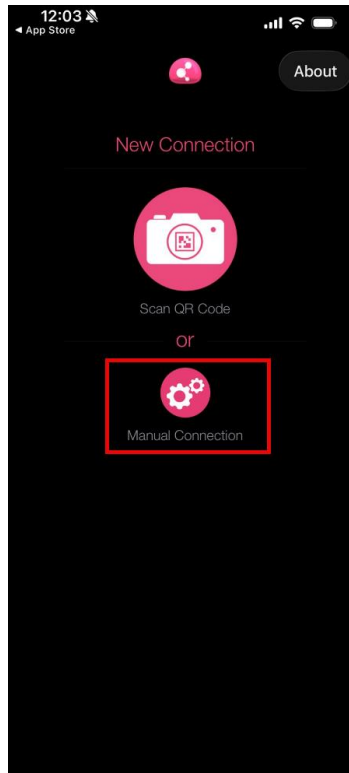 12:03
◀ App Store
About
New Connection
Scan QR Code
or
Manual Connection